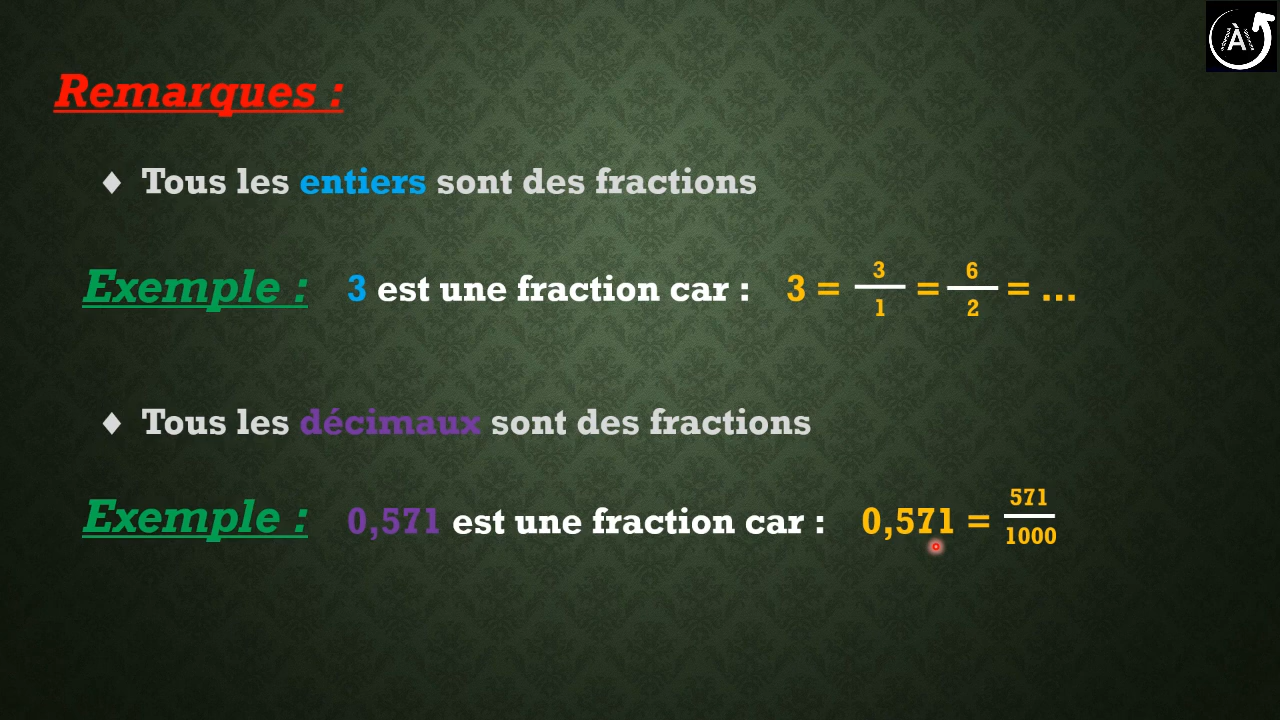 À
Remarques :
♦ Tous les entiers sont des fractions
Exemple : 3 est une fraction car : 3 = 3/1 = 6/2 = ...
♦ Tous les décimaux sont des fractions
Exemple : 0,571 est une fraction car : 0,571 = 571/1000